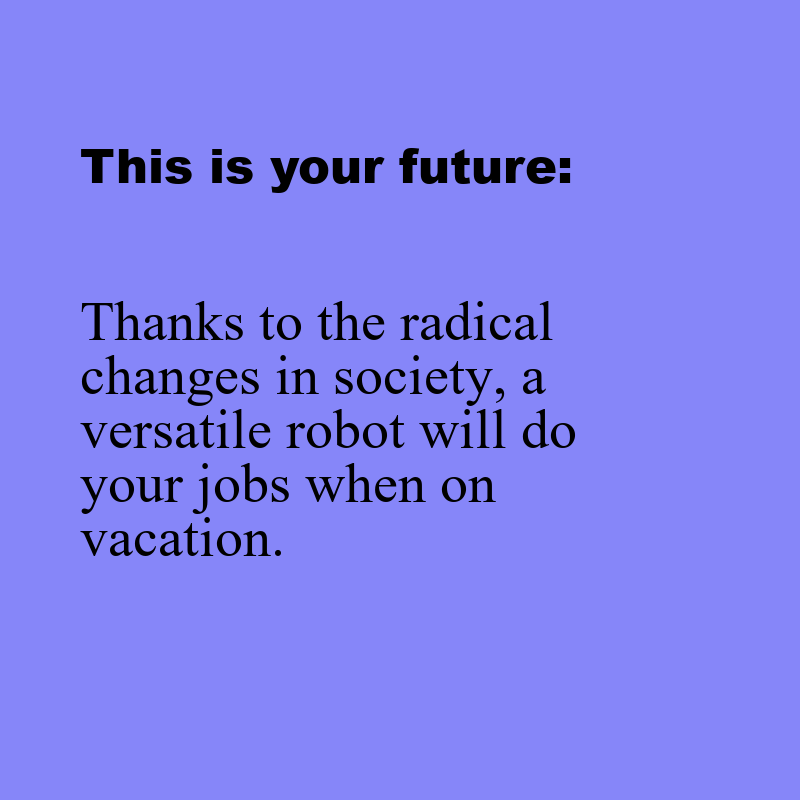 This is your future:
Thanks to the radical
changes in society, a
versatile robot will do
your jobs when on
vacation.